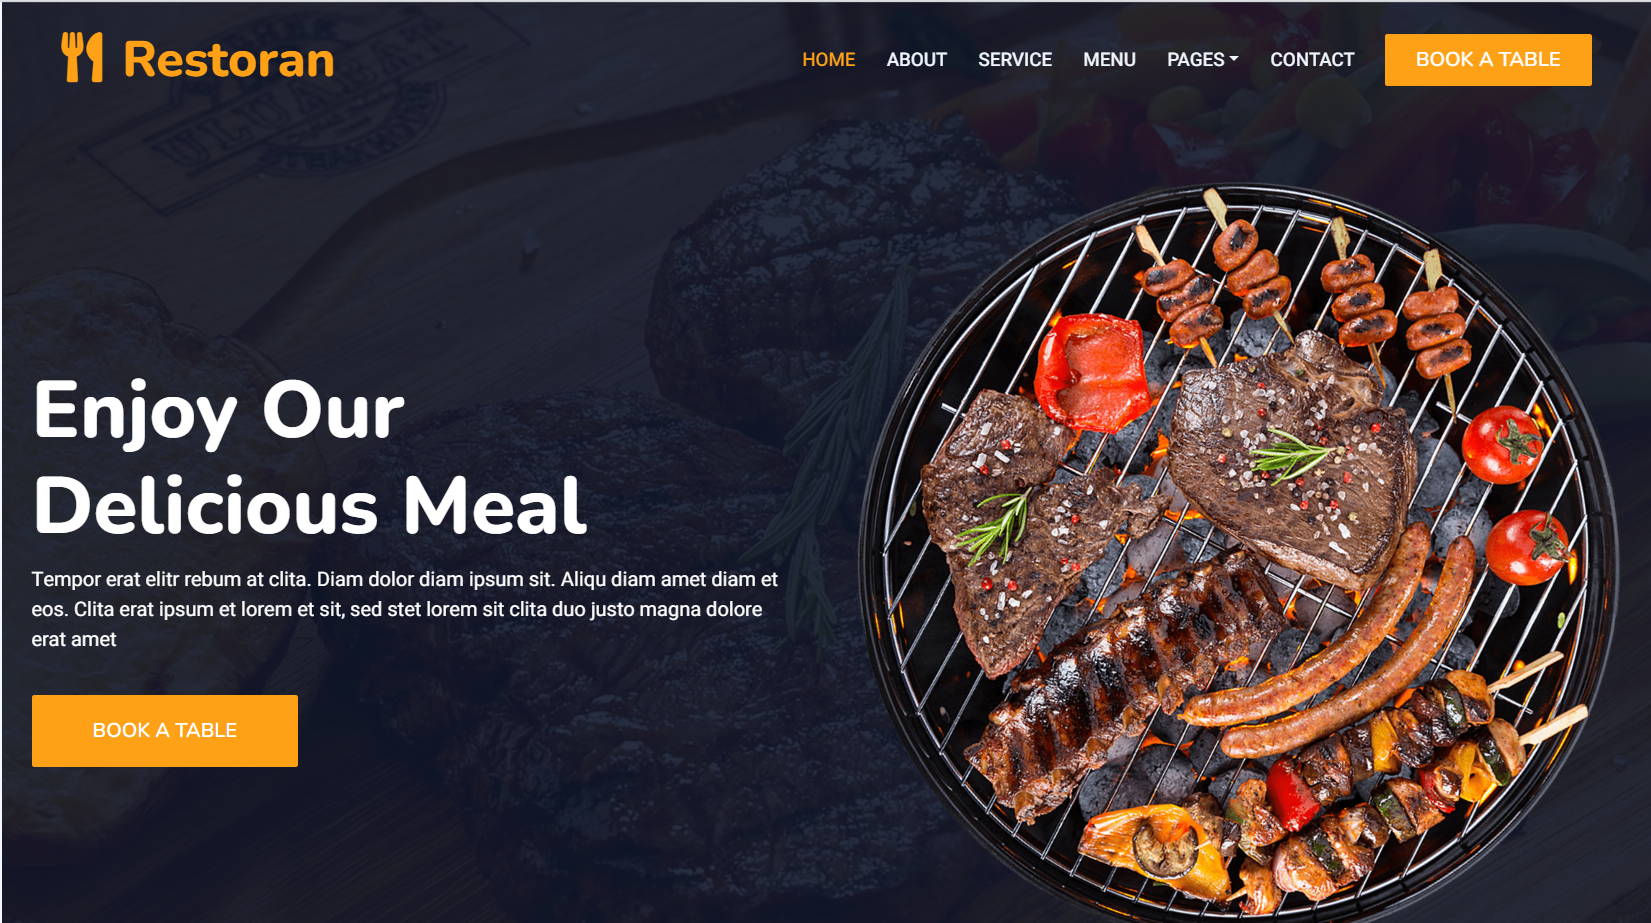 Restoran
HOME ABOUT SERVICE MENU PAGES CONTACT BOOK A TABLE
Enjoy Our
Delicious Meal
Tempor erat elitr rebum at clita. Diam dolor diam ipsum sit. Aliqu diam amet diam et
eos. Clita erat ipsum et lorem et sit, sed stet lorem sit clita duo justo magna dolore
erat amet
BOOK A TABLE